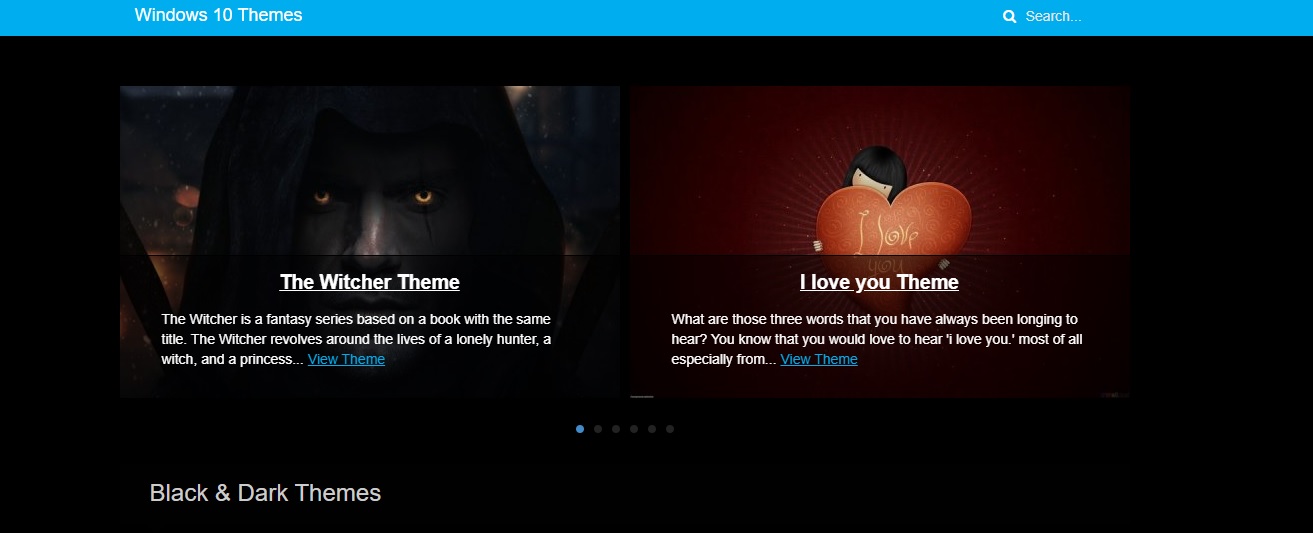 Windows 10 Themes
Search...
I love
you
The Witcher Theme
The Witcher is a fantasy series based on a book with the same
title. The Witcher revolves around the lives of a lonely hunter, a
witch, and a princess... View Theme
I love you Theme
What are those three words that you have always been longing to
hear? You know that you would love to hear 'i love you.' most of all
especially from... View Theme
Black & Dark Themes